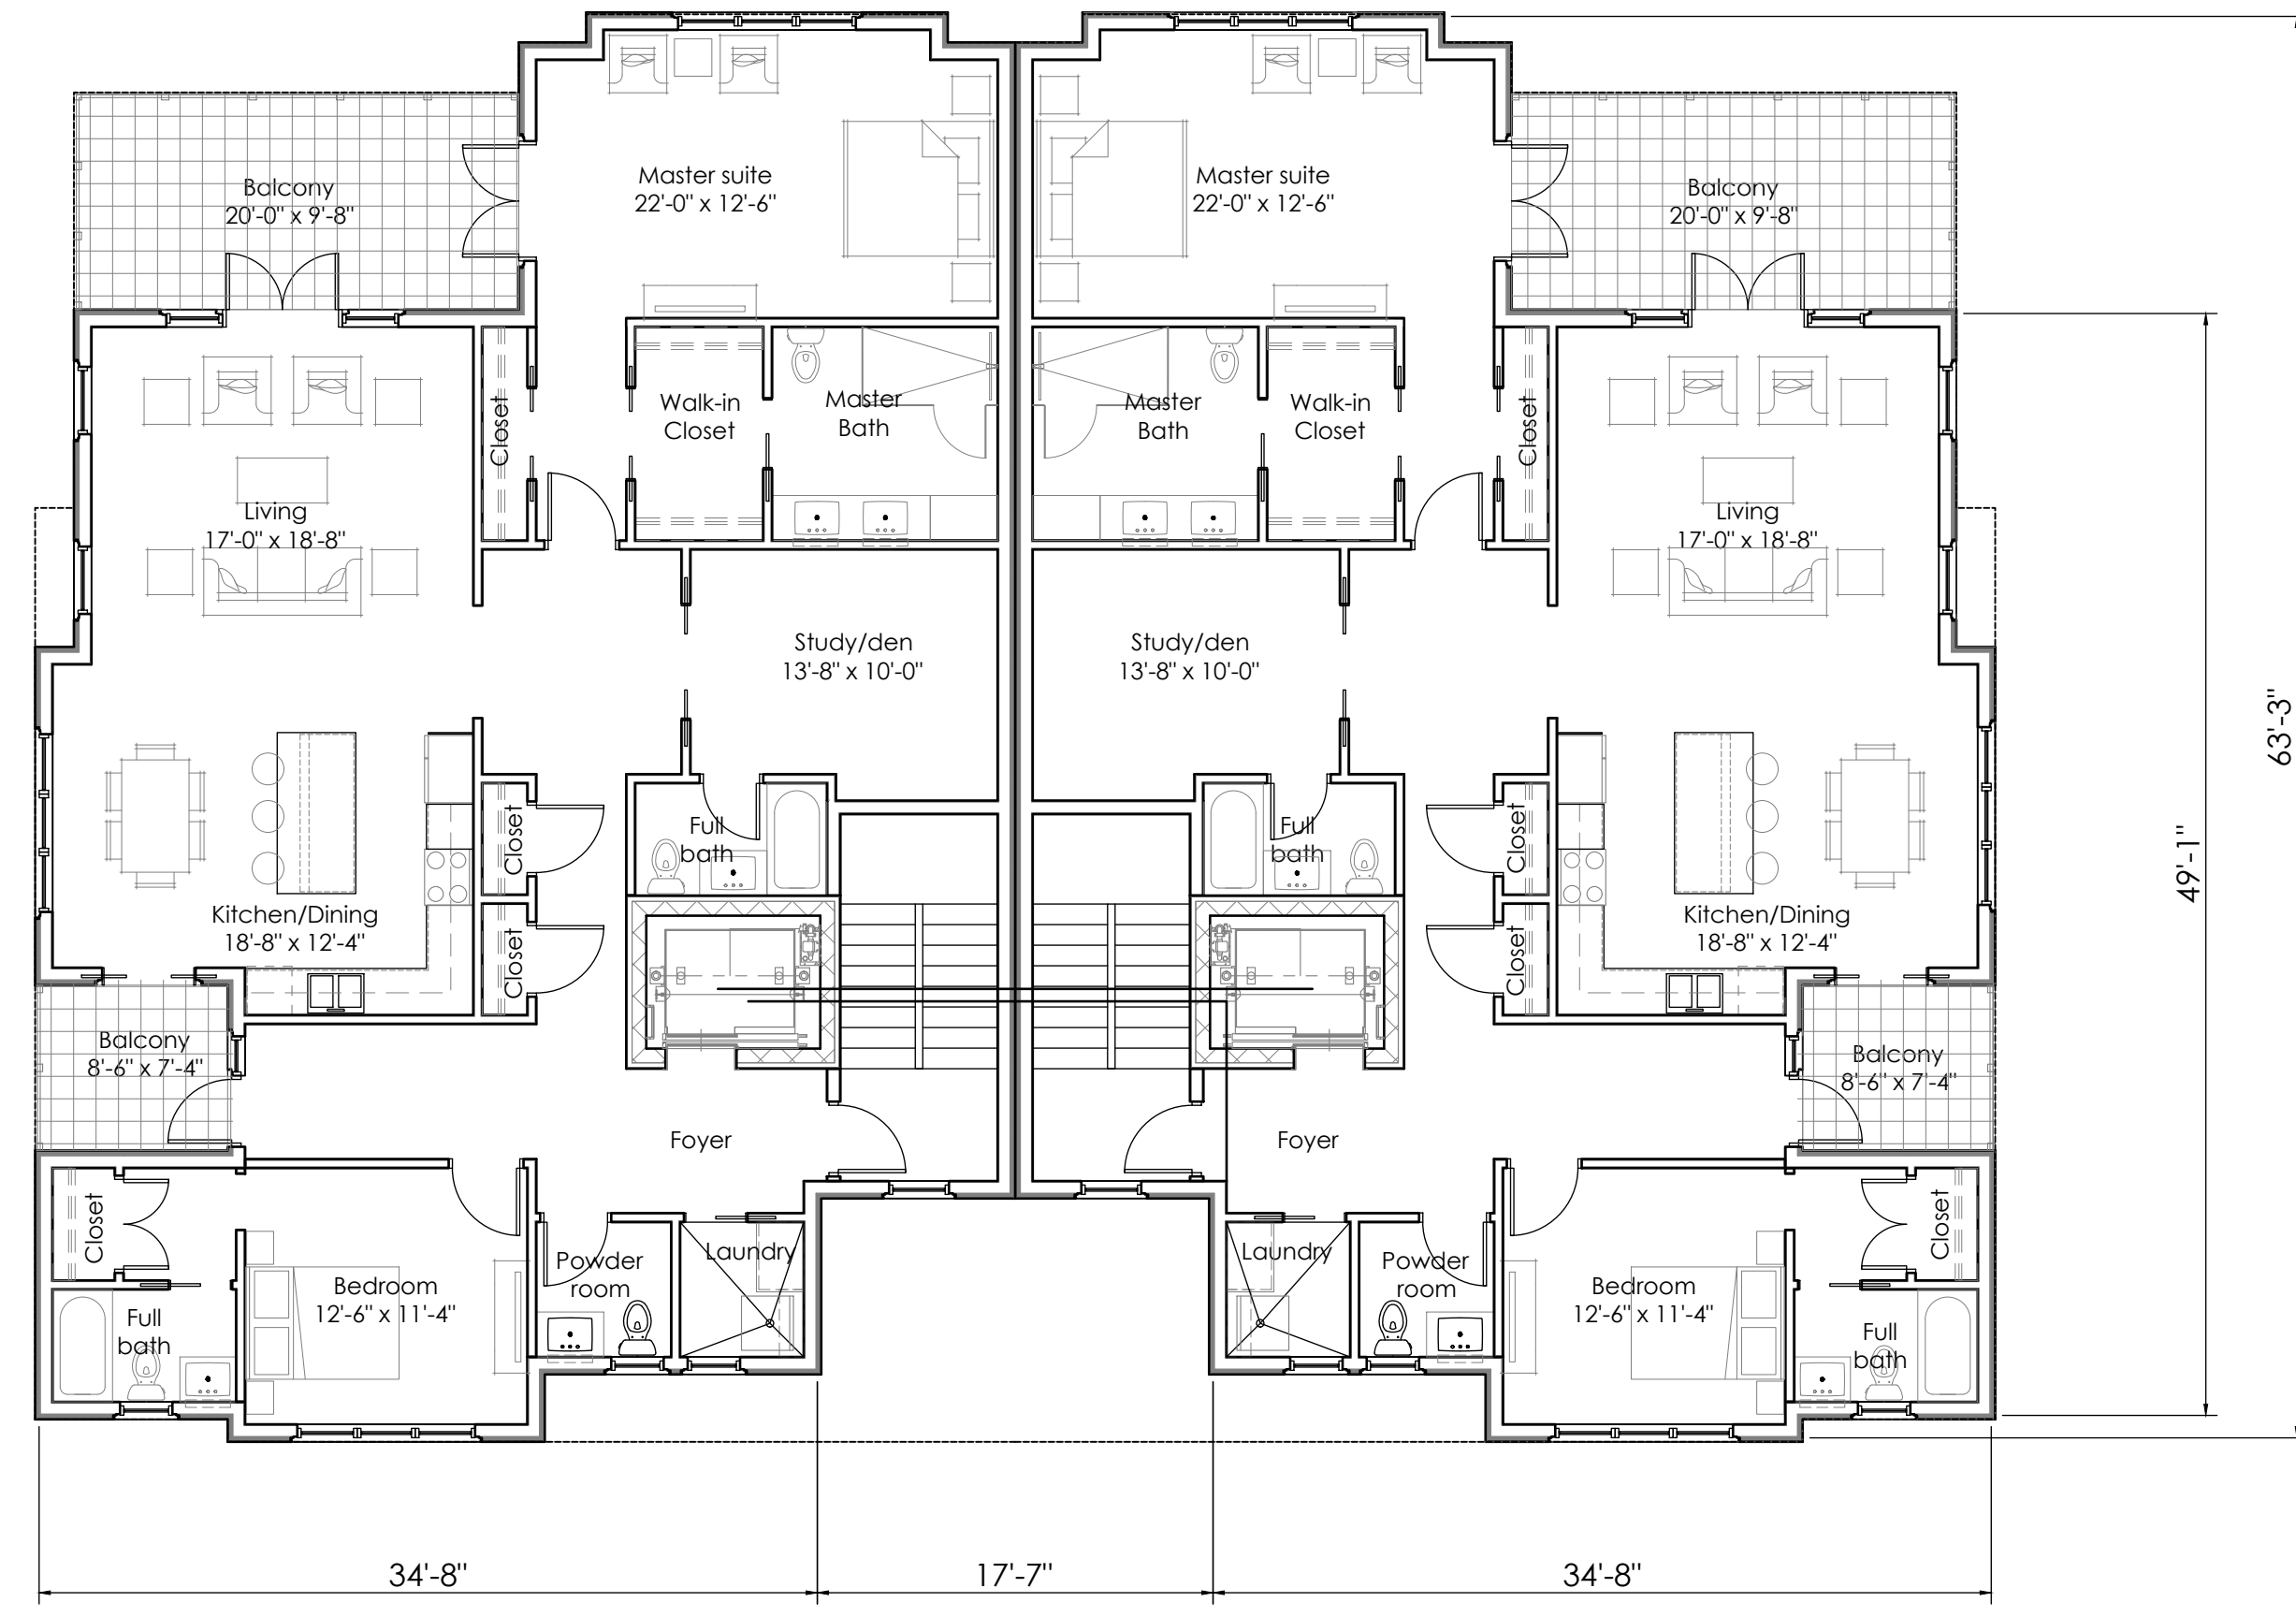 Master suite
22'-0" x 12'-6"
Master suite
22'-0" x 12'-6"
Balcony
20'-0" x 9'-8"
Balcony
20'-0" x 9'-8"
Closet
Walk-in
Closet
Master
Bath
Master
Bath
Walk-in
Closet
Closet
Living
17'-0" x 18'-8"
Living
17'-0" x 18'-8"
Study/den
13'-8" x 10'-0"
Study/den
13'-8" x 10'-0"
63'-3"
Closet
Full
bath
Full
bath
Closet
49'-1"
Kitchen/Dining
18'-8" x 12'-4"
Closet
Closet
Kitchen/Dining
18'-8" x 12'-4"
Balcony
8'-6" x 7'-4"
Balcony
8'-6" x 7'-4"
Foyer
Foyer
Closet
Bedroom
12'-6" x 11'-4"
Powder
room
Laundry
Laundry
Powder
room
Bedroom
12'-6" x 11'-4"
Closet
Full
bath
Full
bath
34'-8"
17'-7"
34'-8"